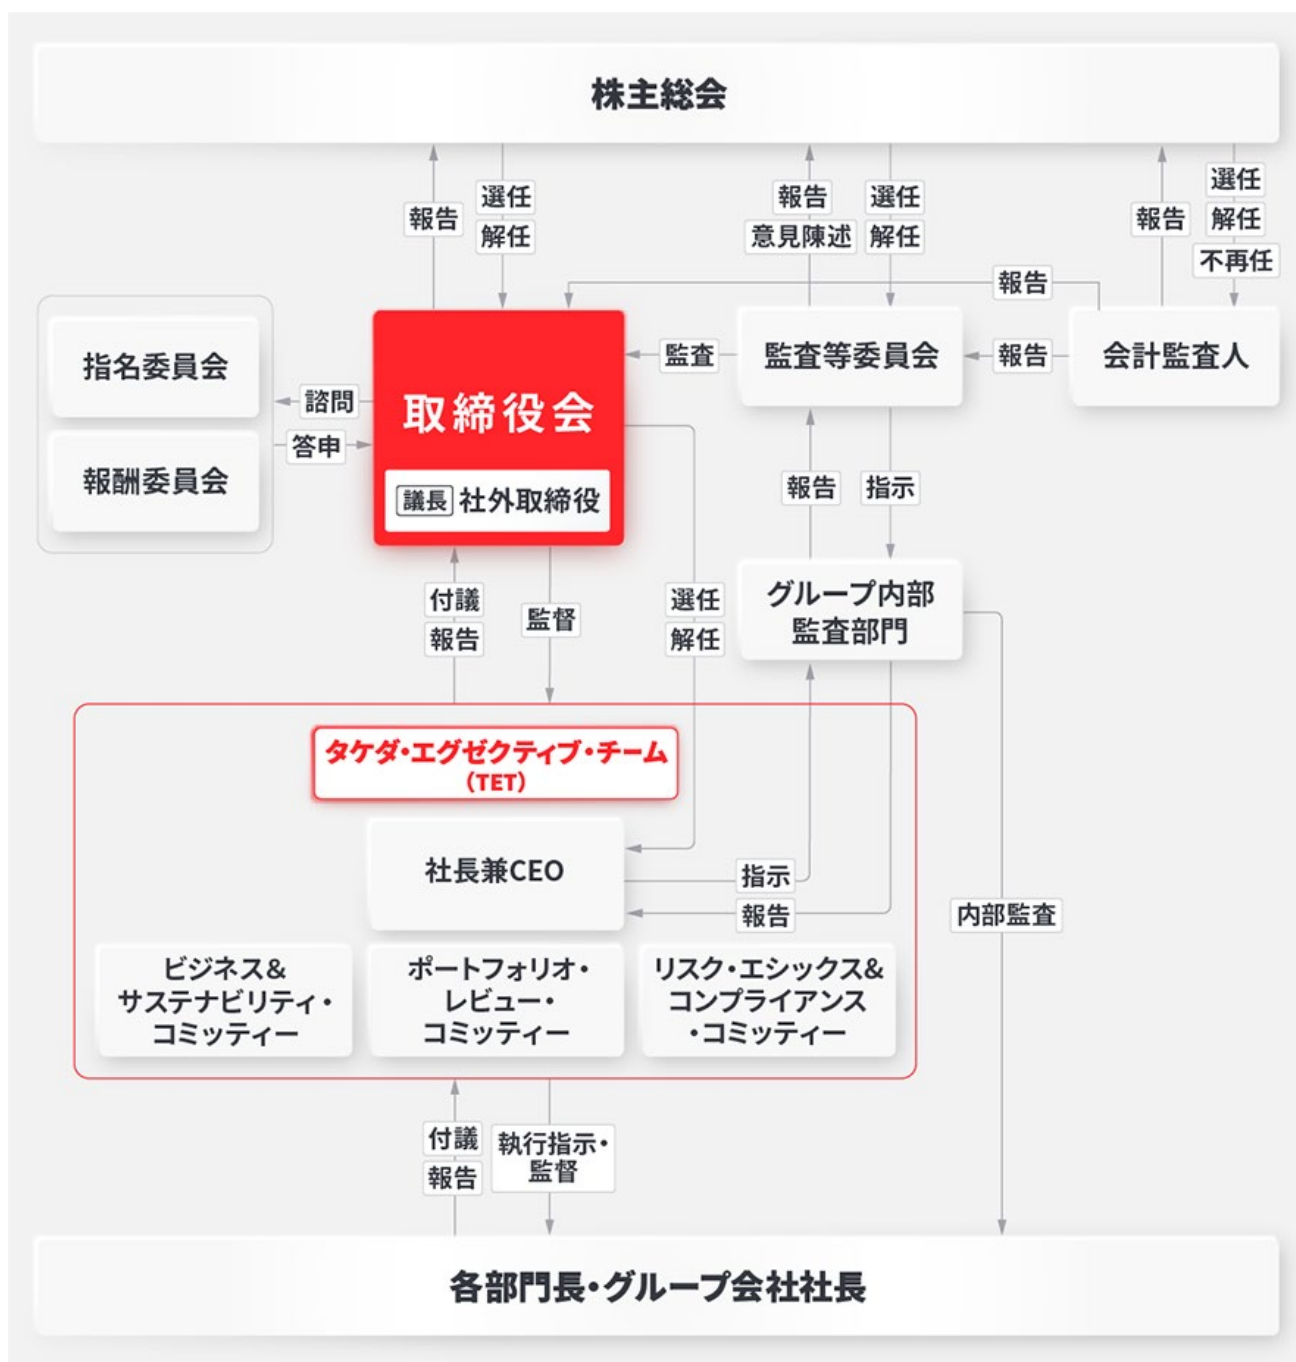 株主総会
報告
選任
解任
報告
意見陳述
選任
解任
報告
選任
解任
不再任
報告
指名委員会
報酬委員会
諮問
答申
取締役会
議長 社外取締役
監査
監査等委員会
報告
会計監査人
付議
報告
監督
選任
解任
報告
指示
グループ内部
監査部門
タケダ・エグゼクティブ・チーム
（TET）
社長兼CEO
指示
報告
内部監査
ビジネス＆
サステナビリティ・
コミッティー
ポートフォリオ・
レビュー・
コミッティー
リスク・エシックス＆
コンプライアンス
・コミッティー
付議
報告
執行指示・
監督
各部門長・グループ会社社長